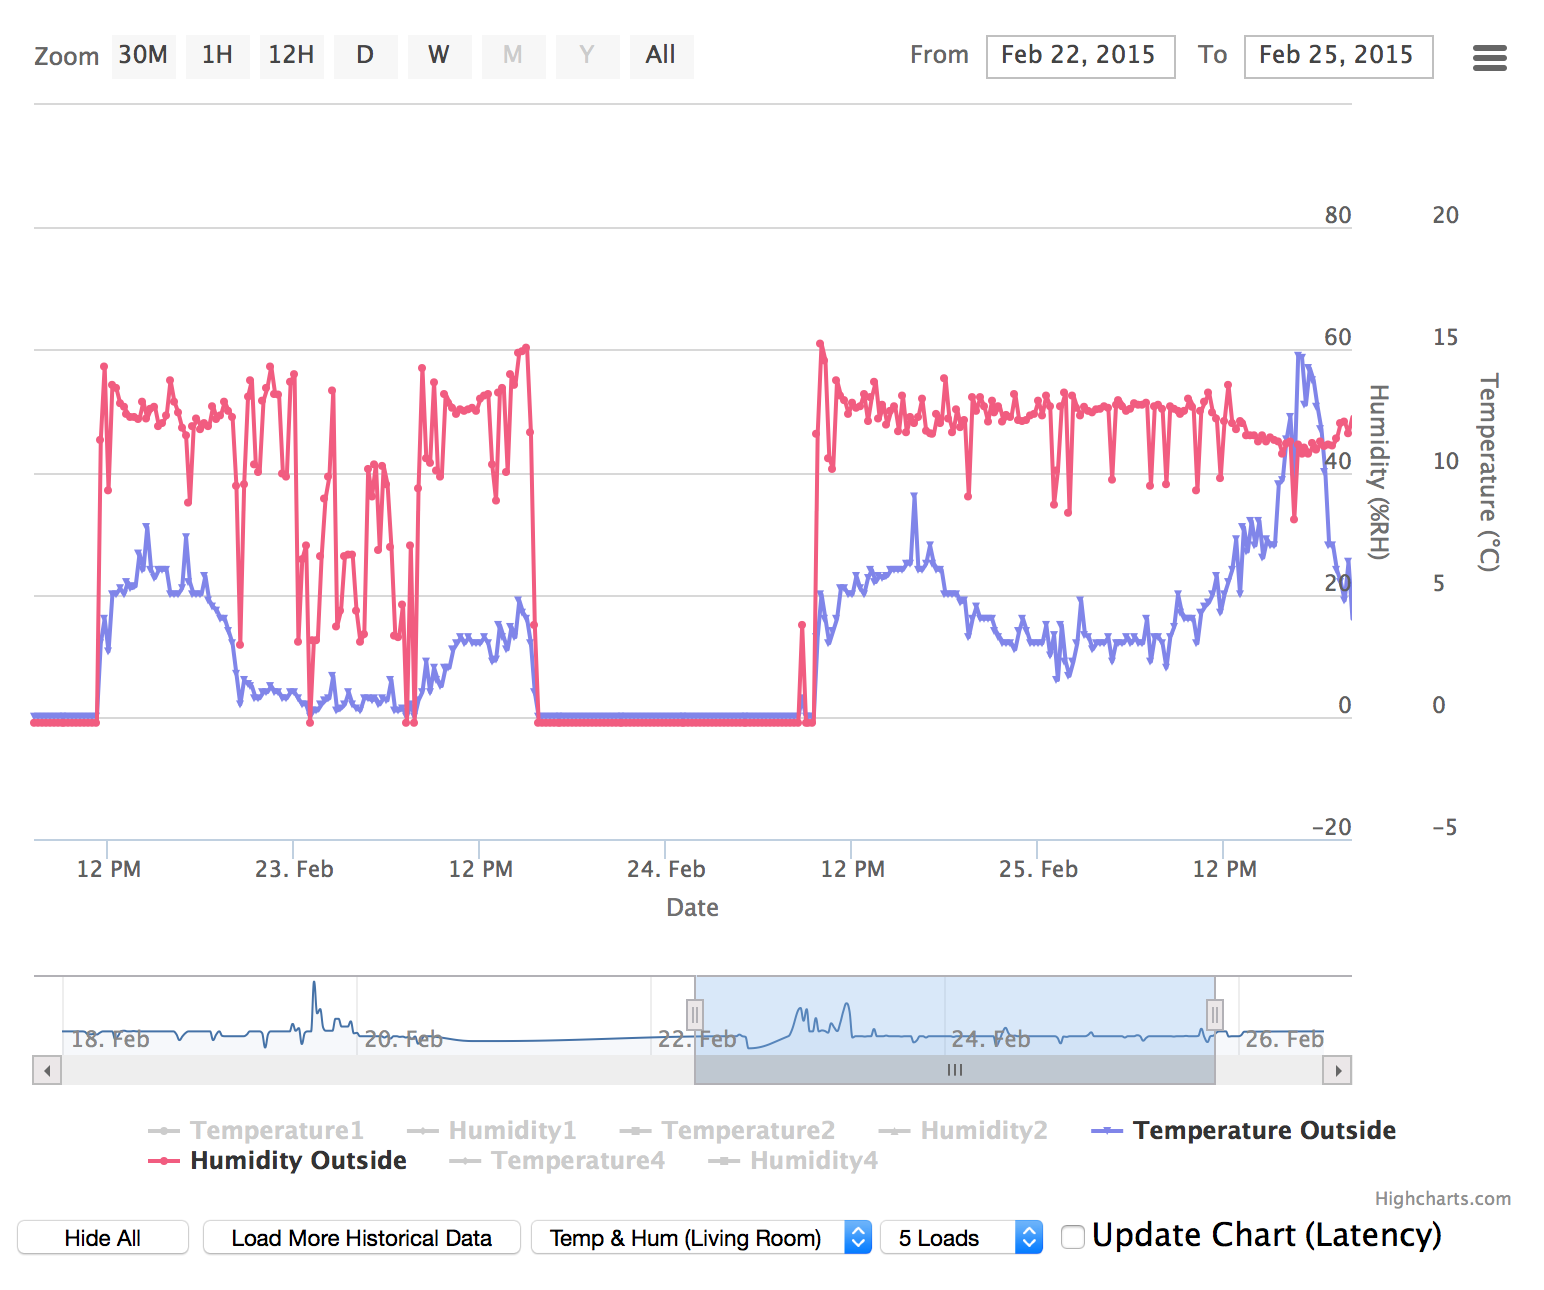 Zoom 30M 1H 12H D W M Y All From Feb 22, 2015 To Feb 25, 2015
80 20
60 15
40 10
20 5
0 0
-20 -5
Humidity (%RH)
Temperature (°C)
12 PM 23. Feb 12 PM 24. Feb 12 PM 25. Feb 12 PM
Date
18. Feb 20. Feb 22. Feb 24. Feb 26. Feb
Temperature1 Humidity1 Temperature2 Humidity2 Temperature Outside
Humidity Outside Temperature4 Humidity4
Highcharts.com
Hide All Load More Historical Data Temp & Hum (Living Room) 5 Loads Update Chart (Latency)